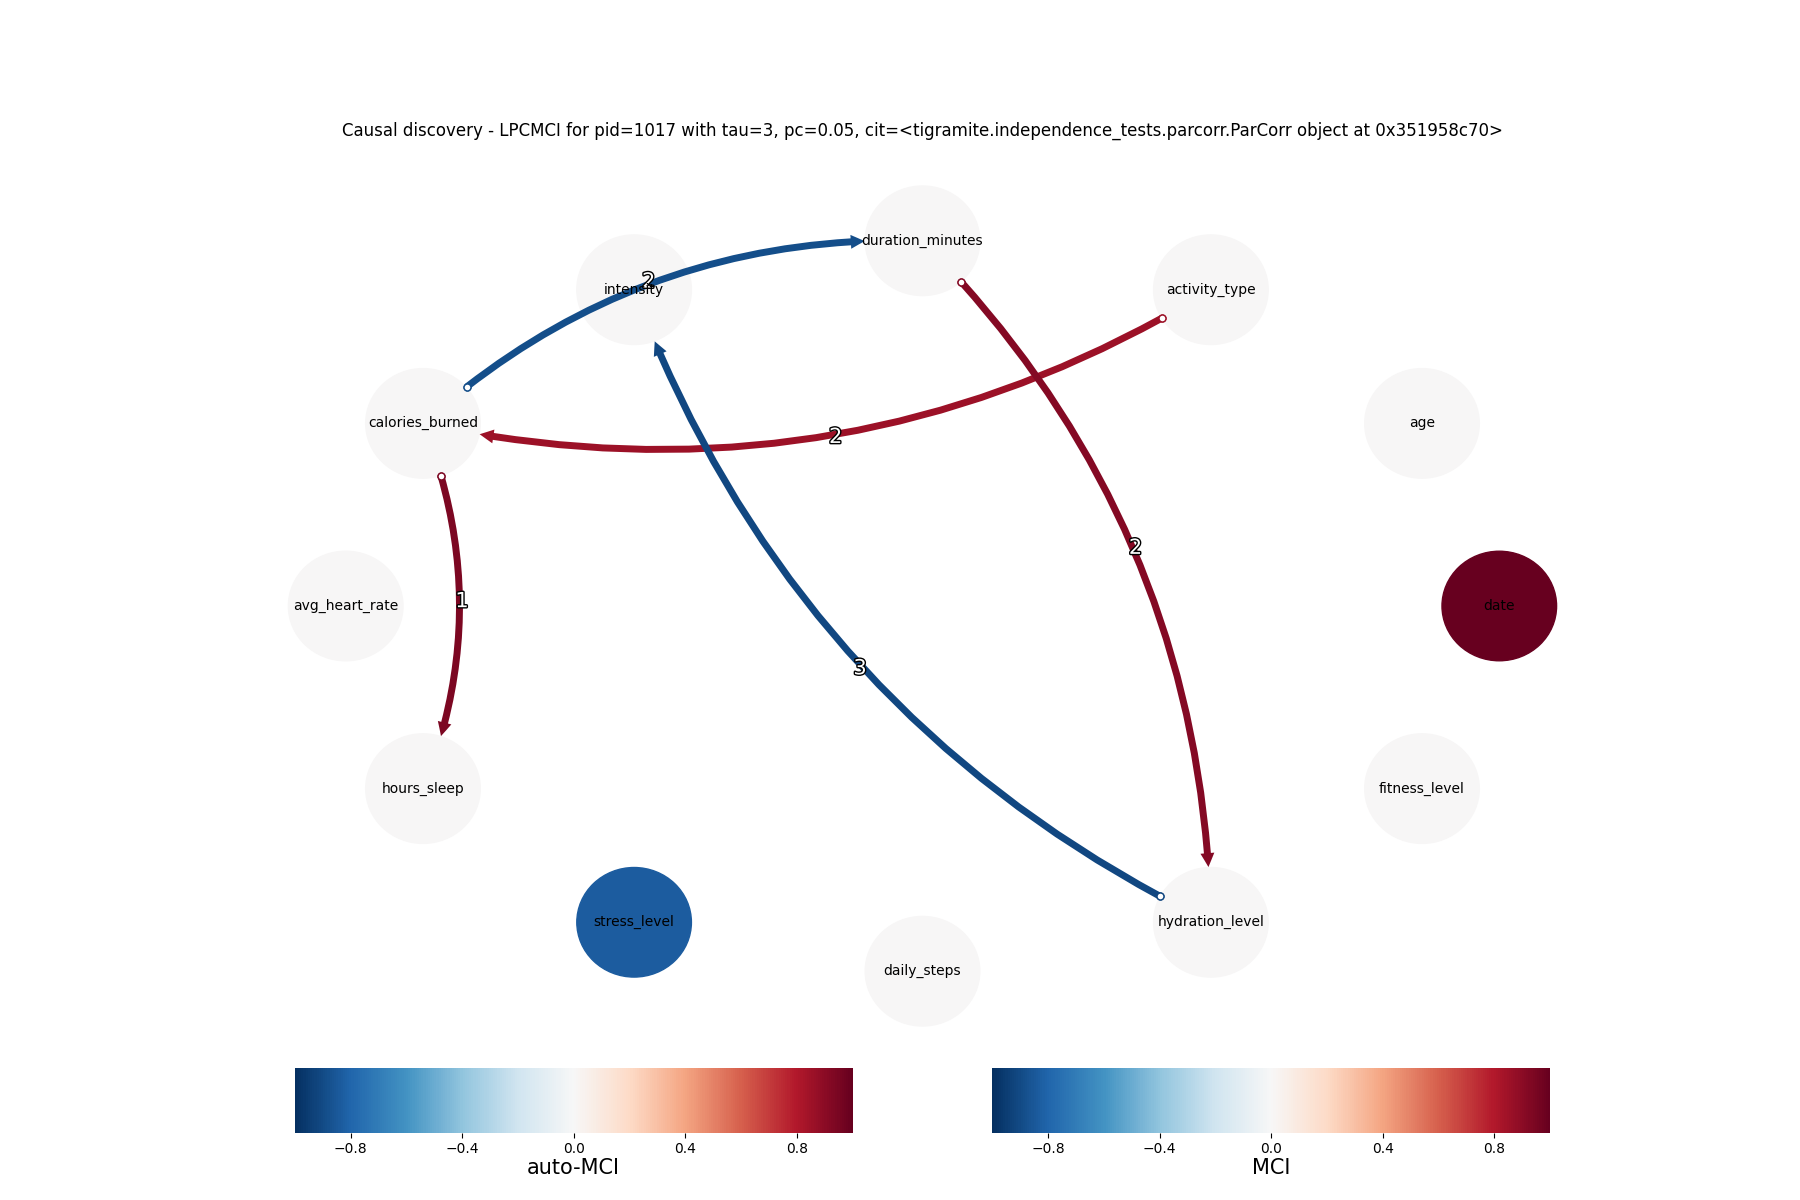 Causal discovery - LPCMCI for pid=1017 with tau=3, pc=0.05, cit=<tigramite.independence_tests.parcorr.ParCorr object at 0x351958c70>
duration_minutes
intensity
2
activity_type
calories_burned
2
age
2
avg_heart_rate
1
date
3
hours_sleep
fitness_level
stress_level
hydration_level
daily_steps
−0.8 −0.4 0.0 0.4 0.8
auto-MCI
−0.8 −0.4 0.0 0.4 0.8
MCI